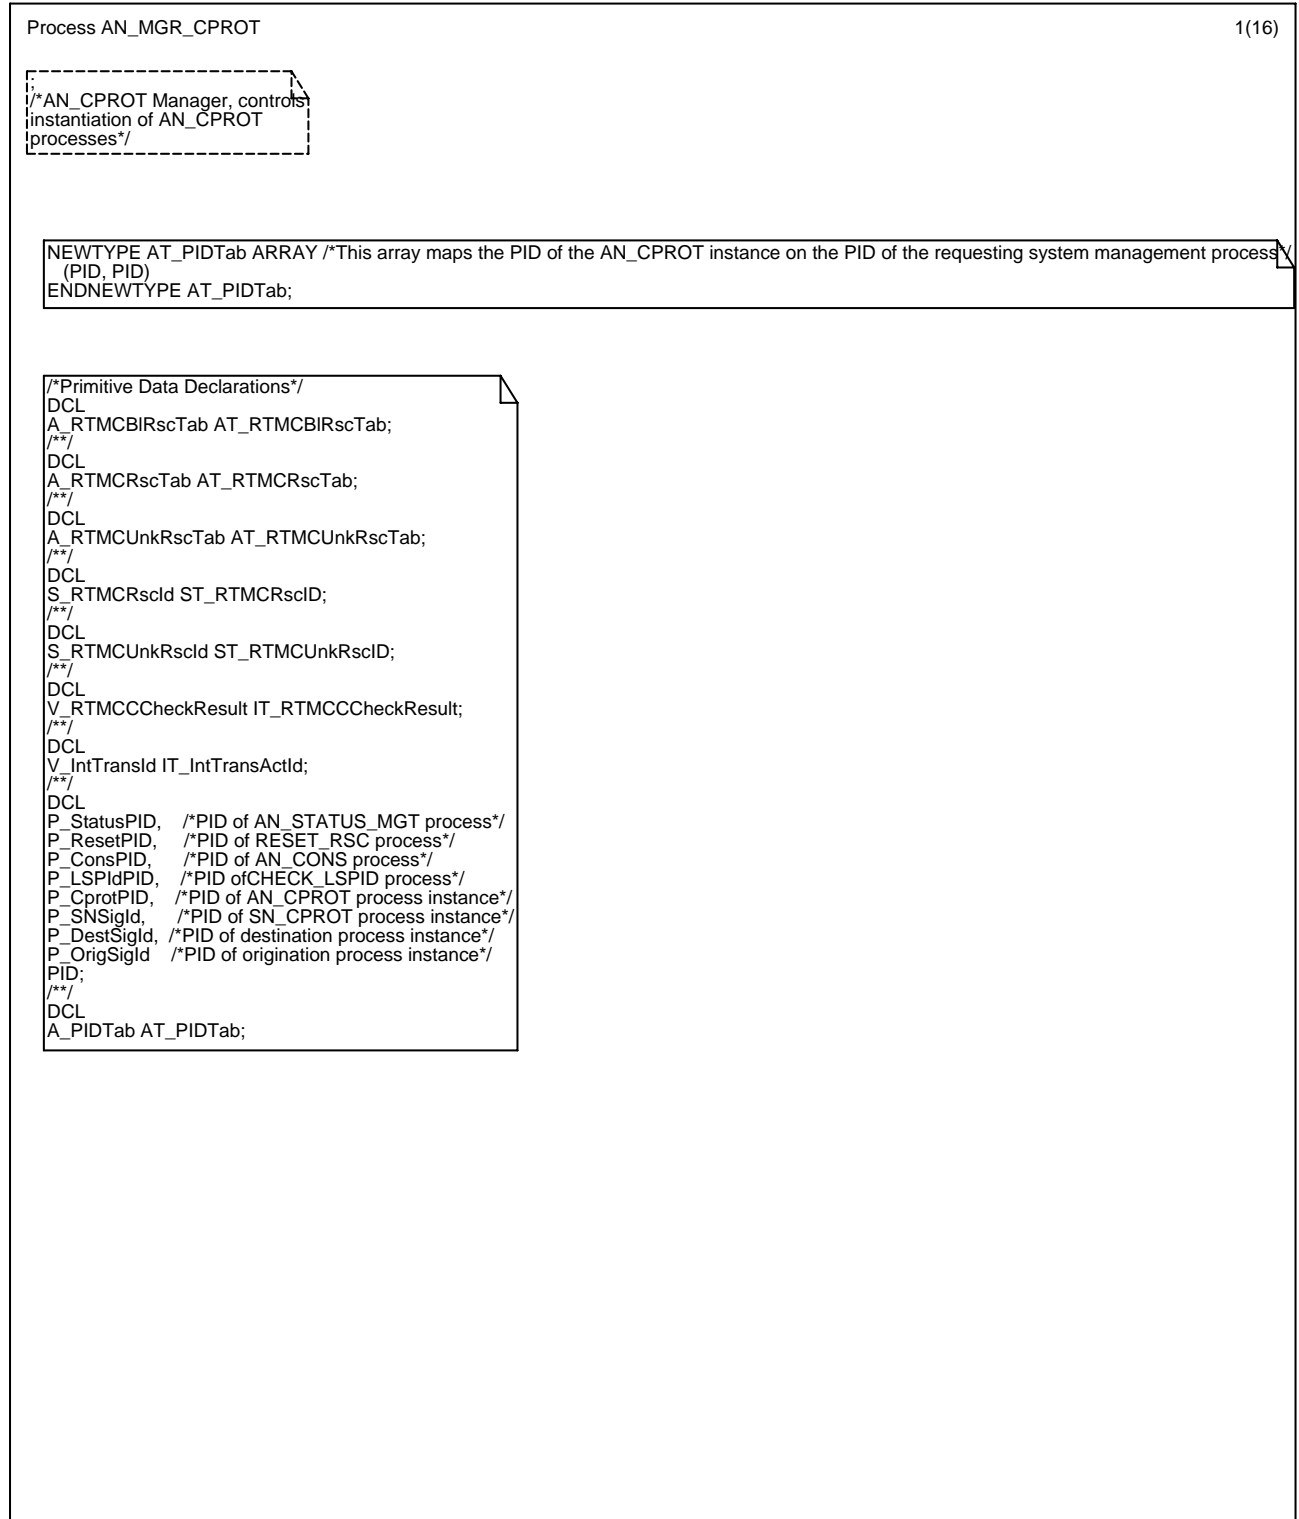 Process AN_MGR_CPROT 1(16)
;
/*AN_CPROT Manager, controls
instantiation of AN_CPROT
processes*/
NEWTYPE AT_PIDTab ARRAY /*This array maps the PID of the AN_CPROT instance on the PID of the requesting system management process*/
(PID, PID)
ENDNEWTYPE AT_PIDTab;
/*Primitive Data Declarations*/
DCL
A_RTMCBlRscTab AT_RTMCBlRscTab;
/**/
DCL
A_RTMCRscTab AT_RTMCRscTab;
/**/
DCL
A_RTMCUnkRscTab AT_RTMCUnkRscTab;
/**/
DCL
S_RTMCRscId ST_RTMCRscID;
/**/
DCL
S_RTMCUnkRscId ST_RTMCUnkRscID;
/**/
DCL
V_RTMCCCheckResult IT_RTMCCCheckResult;
/**/
DCL
V_IntTransId IT_IntTransActId;
/**/
DCL
P_StatusPID, /*PID of AN_STATUS_MGT process*/
P_ResetPID, /*PID of RESET_RSC process*/
P_ConsPID, /*PID of AN_CONS process*/
P_LSPIdPID, /*PID ofCHECK_LSPID process*/
P_CprotPID, /*PID of AN_CPROT process instance*/
P_SNSigId, /*PID of SN_CPROT process instance*/
P_DestSigId, /*PID of destination process instance*/
P_OrigSigId /*PID of origination process instance*/
PID;
/**/
DCL
A_PIDTab AT_PIDTab;